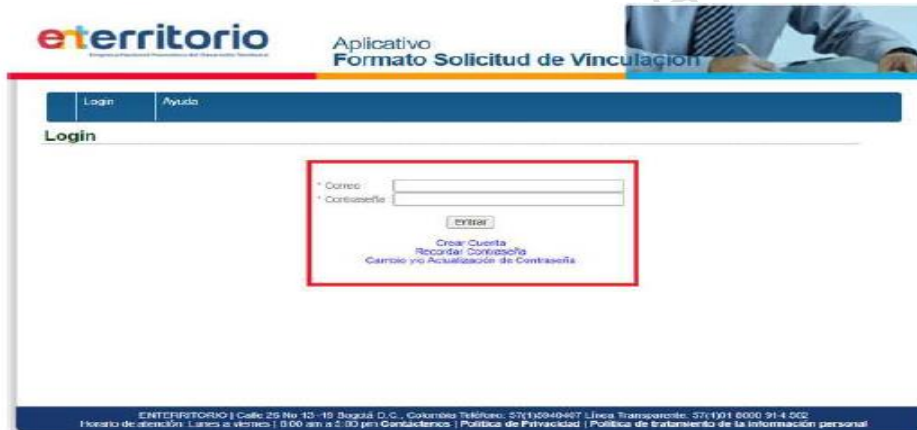 enterritorio
Aplicativo
Formato Solicitud de Vinculación
Login Ayuda
Login
* Correo
* Contraseña
Entrar
Crear Cuenta
Recordar Contraseña
Cambio y/o Actualización de Contraseña
ENTERRITORIO | Calle 26 No 13-19 Bogotá D.C., Colombia Teléfono: 57(1)5940407 Línea Transparente: 57(1)01 8000 914 502
Horario de atención: Lunes a viernes | 8:00 am a 5:00 pm Contáctenos | Política de Privacidad | Política de tratamiento de la información personal